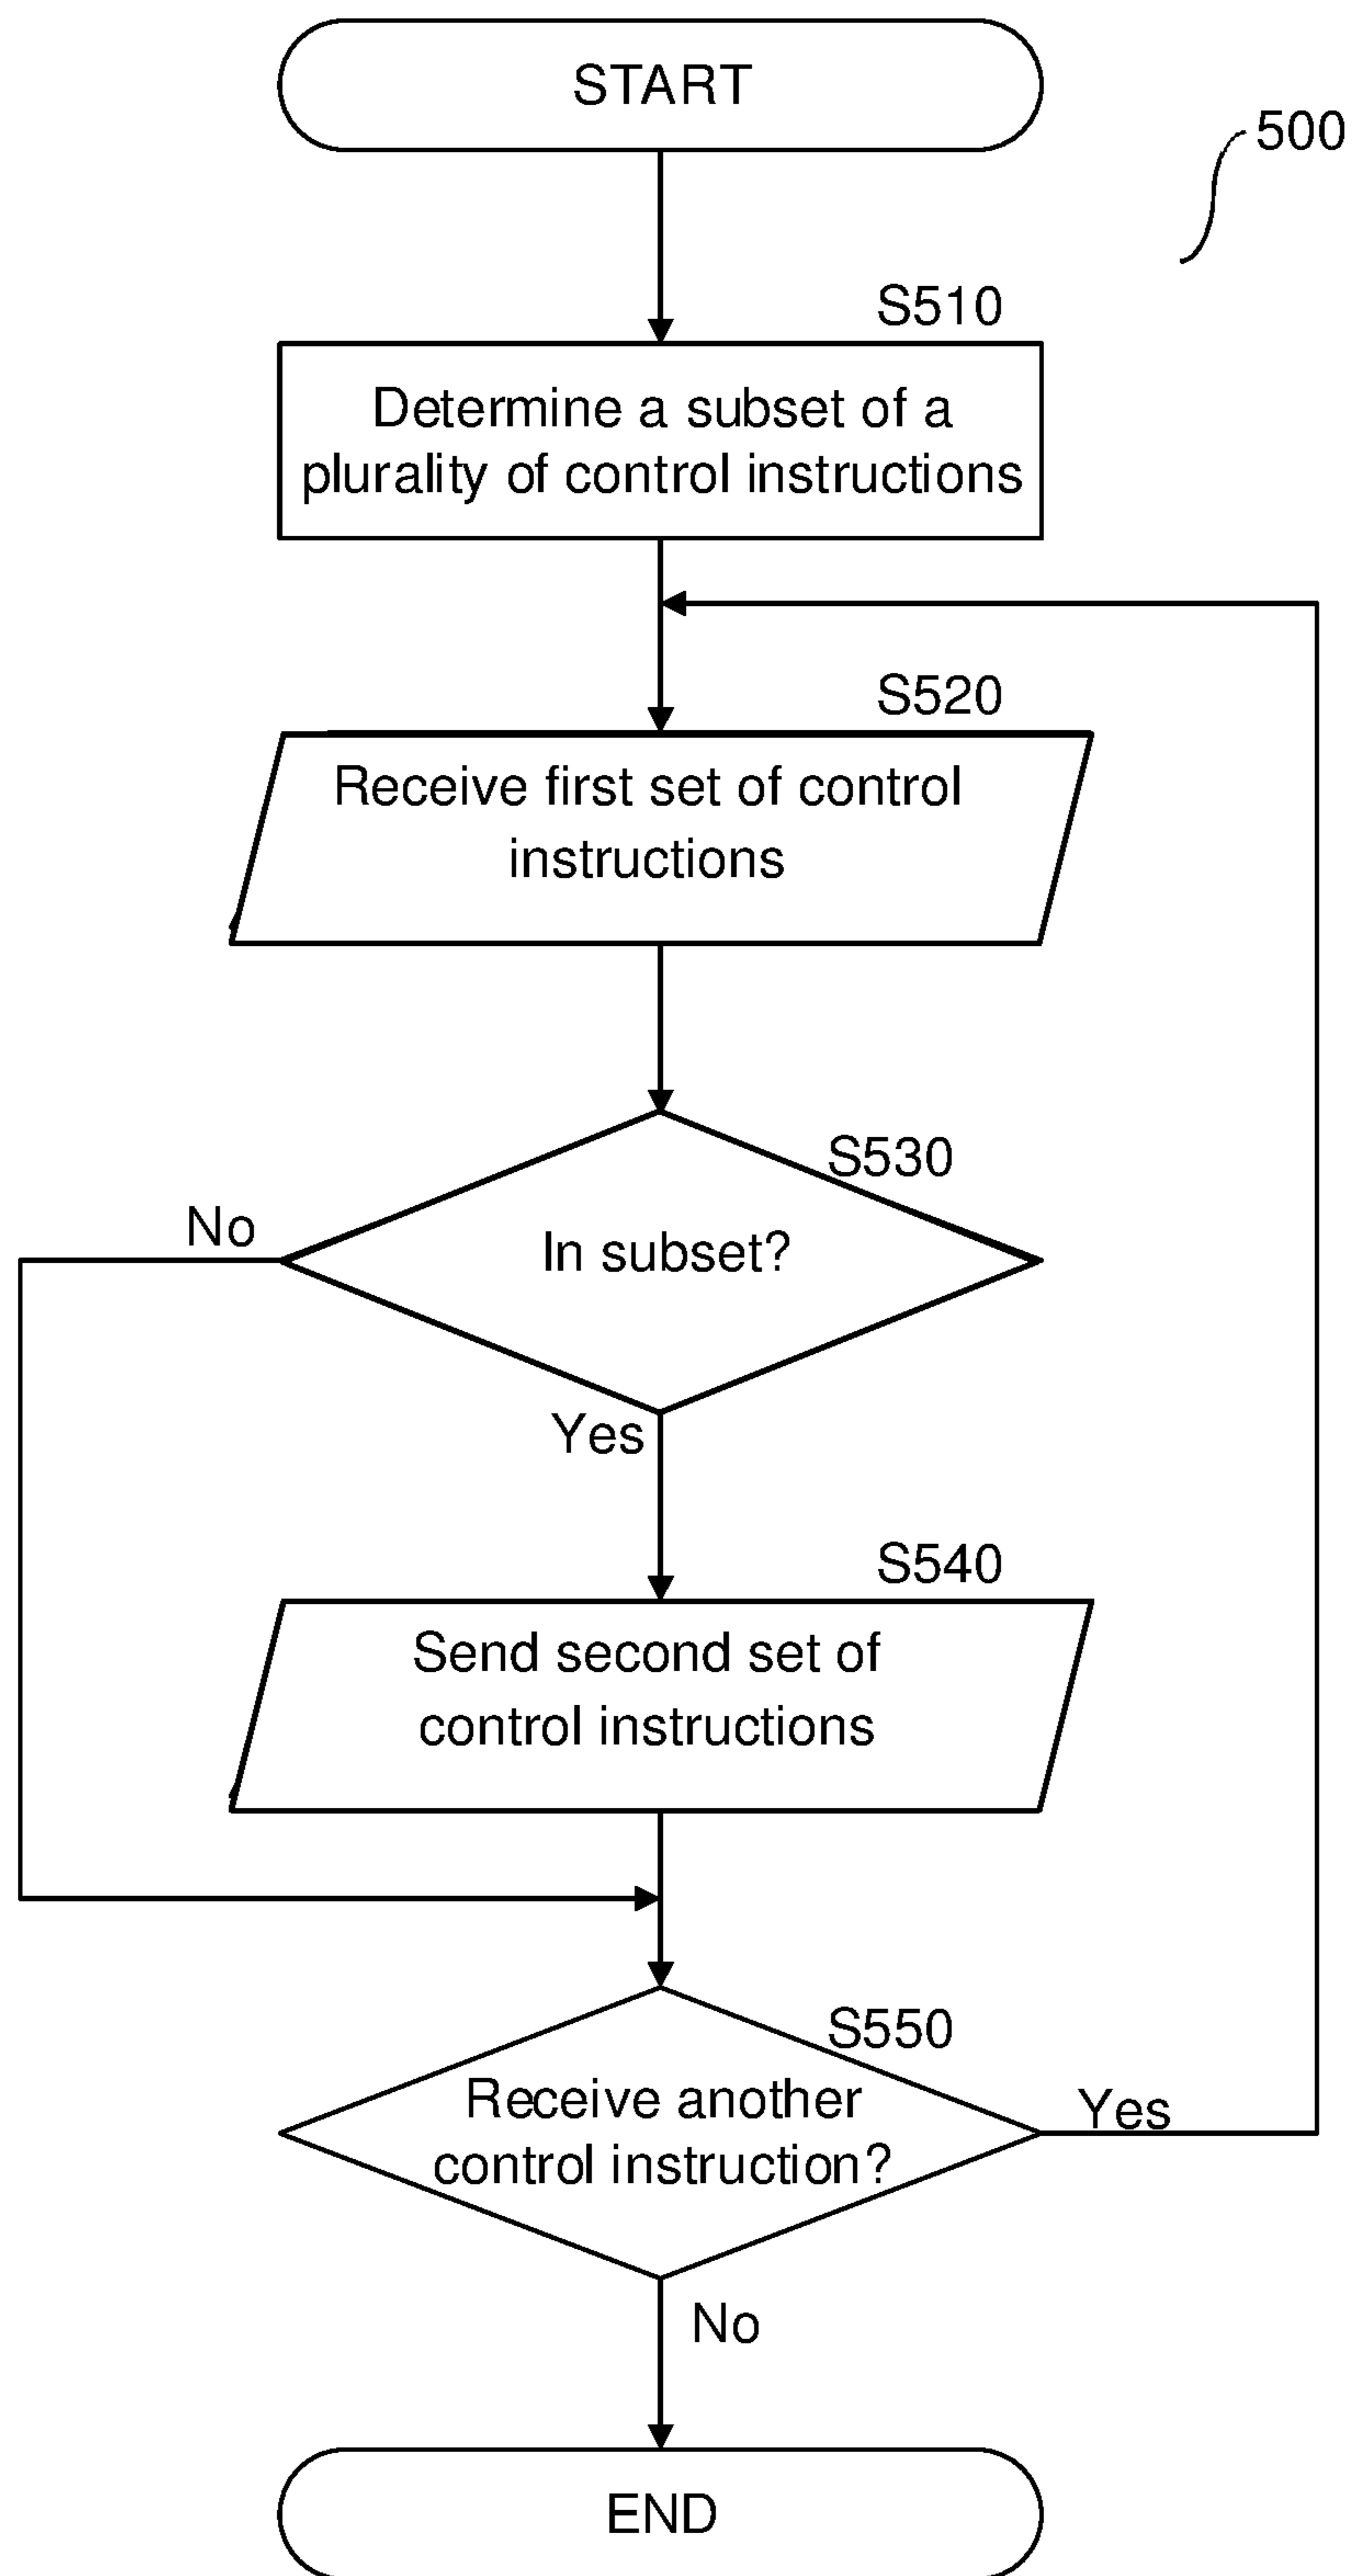 START
500
S510
Determine a subset of a
plurality of control instructions
S520
Receive first set of control
instructions
S530
No
In subset?
Yes
S540
Send second set of
control instructions
S550
Receive another
control instruction?
Yes
No
END